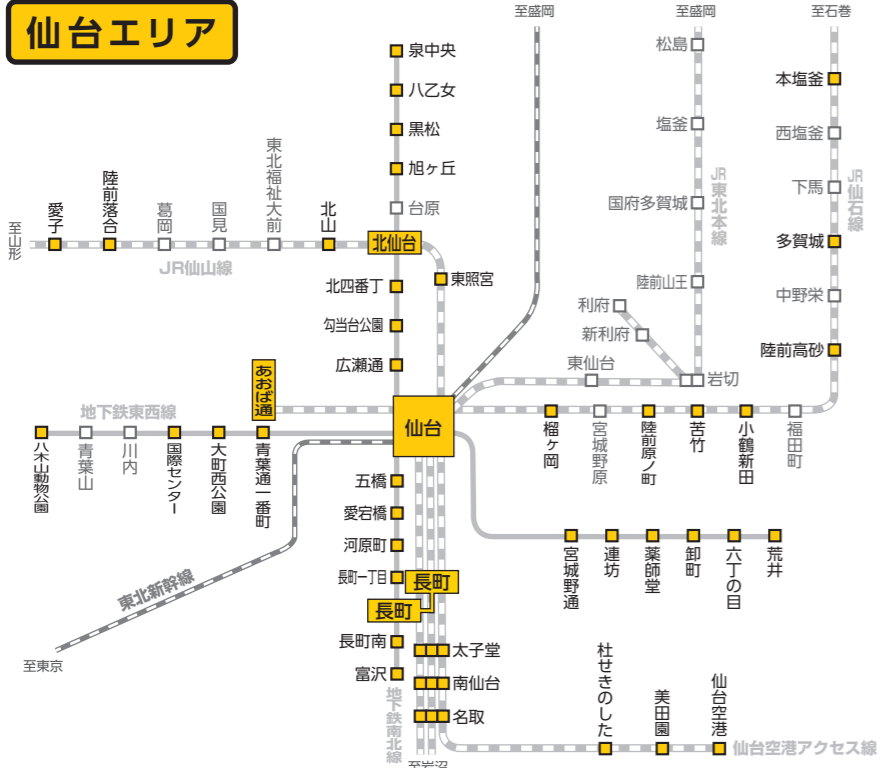 仙台エリア
至盛岡
至盛岡
至石巻
泉中央
八乙女
黒松
旭ヶ丘
台原
松島
塩釜
国府多賀城
陸前山王
JR東北本線
本塩釜
西塩釜
下馬
多賀城
中野栄
陸前高砂
JR仙石線
至山形
愛子
陸前落合
葛岡
国見
東北福祉大前
北山
北仙台
JR仙山線
東照宮
北四番丁
勾当台公園
広瀬通
利府
新利府
東仙台
岩切
あおば通
地下鉄東西線
仙台
榴ヶ岡
宮城野原
陸前原ノ町
苦竹
小鶴新田
福田町
八木山動物公園
青葉山
川内
国際センター
大町西公園
青葉通一番町
五橋
愛宕橋
河原町
長町一丁目
長町
長町
長町南
富沢
宮城野通
連坊
薬師堂
卸町
六丁の目
荒井
東北新幹線
至東京
太子堂
南仙台
名取
地下鉄南北線
至岩沼
杜せきのした
美田園
仙台空港
仙台空港アクセス線